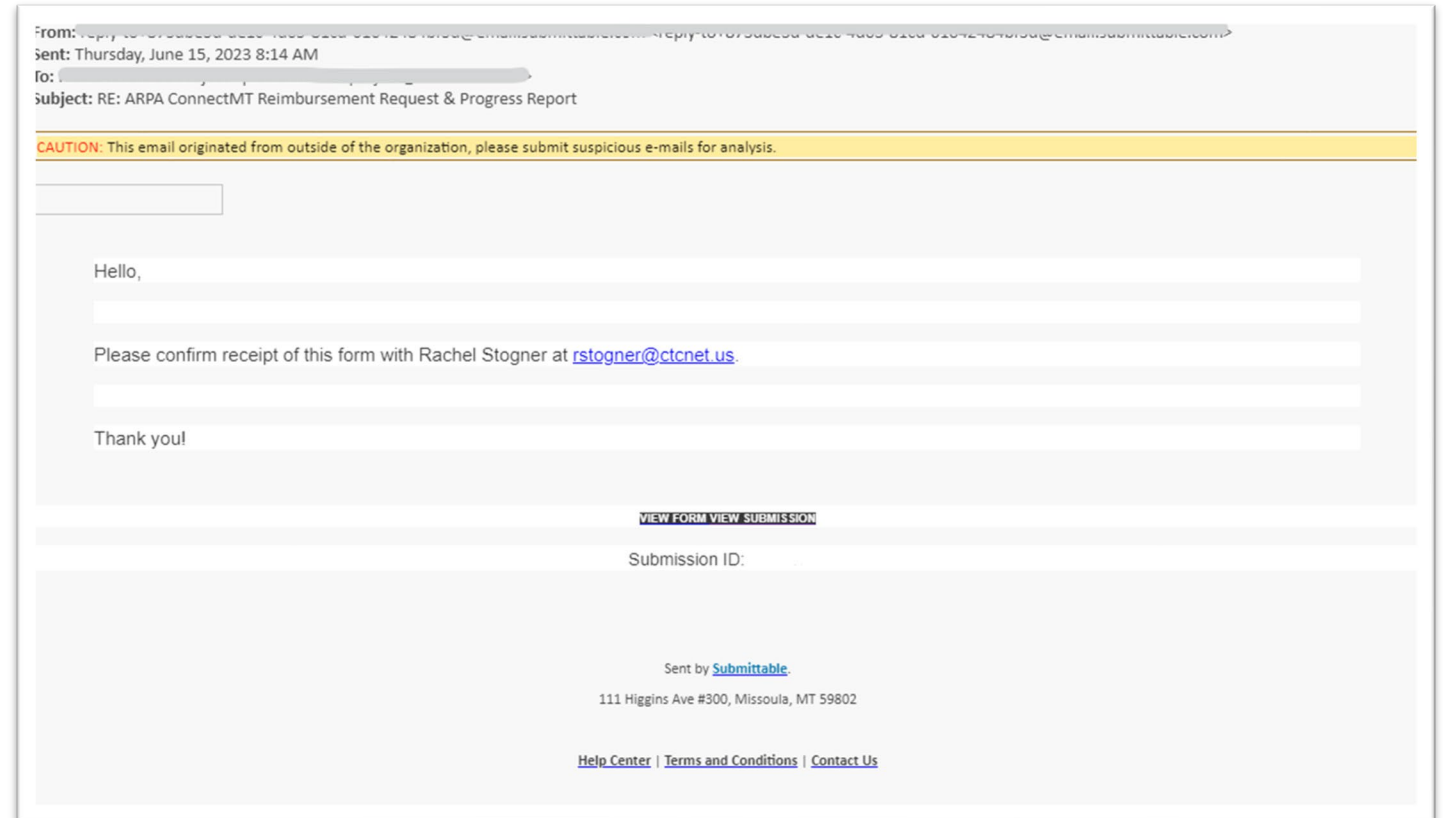 From:
Sent: Thursday, June 15, 2023 8:14 AM
To:
Subject: RE: ARPA ConnectMT Reimbursement Request & Progress Report
CAUTION: This email originated from outside of the organization, please submit suspicious e-mails for analysis.
Hello,
Please confirm receipt of this form with Rachel Stogner at rstogner@ctcnet.us.
Thank you!
VIEW FORM VIEW SUBMISSION
Submission ID:
Sent by Submittable.
111 Higgins Ave #300, Missoula, MT 59802
Help Center | Terms and Conditions | Contact Us